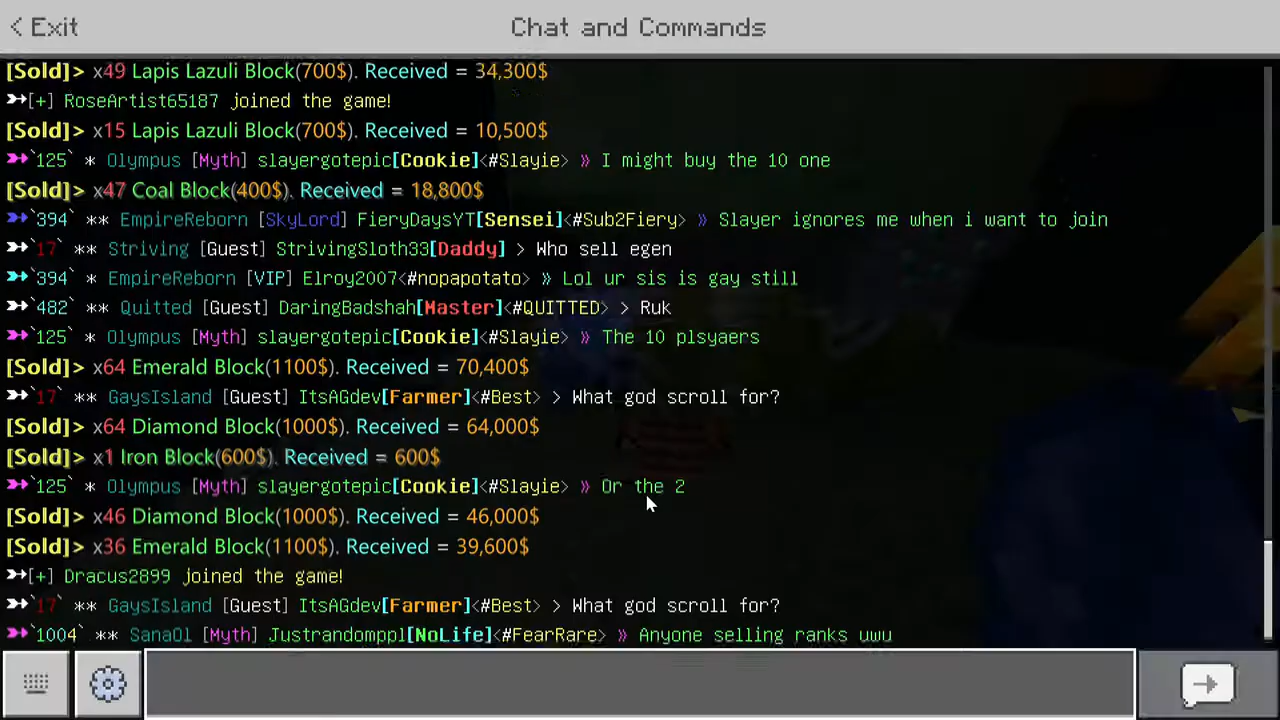 < Exit
Chat and Commands
[Sold]> x49 Lapis Lazuli Block(700$). Received = 34,300$
➳[+] RoseArtist65187 joined the game!
[Sold]> x15 Lapis Lazuli Block(700$). Received = 10,500$
➳`125` * Olympus [Myth] slayergotepic[Cookie]<#Slayie> » I might buy the 10 one
[Sold]> x47 Coal Block(400$). Received = 18,800$
➳`394` ** EmpireReborn [SkyLord] FieryDaysYT[Sensei]<#Sub2Fiery> » Slayer ignores me when i want to join
➳`17` ** Striving [Guest] StrivingSloth33[Daddy] > Who sell egen
➳`394` * EmpireReborn [VIP] Elroy2007<#nopapotato> » Lol ur sis is gay still
➳`482` ** Quitted [Guest] DaringBadshah[Master]<#QUITTED> > Ruk
➳`125` * Olympus [Myth] slayergotepic[Cookie]<#Slayie> » The 10 plsyaers
[Sold]> x64 Emerald Block(1100$). Received = 70,400$
➳`17` ** GaysIsland [Guest] ItsAGdev[Farmer]<#Best> > What god scroll for?
[Sold]> x64 Diamond Block(1000$). Received = 64,000$
[Sold]> x1 Iron Block(600$). Received = 600$
➳`125` * Olympus [Myth] slayergotepic[Cookie]<#Slayie> » Or the 2
[Sold]> x46 Diamond Block(1000$). Received = 46,000$
[Sold]> x36 Emerald Block(1100$). Received = 39,600$
➳[+] Dracus2899 joined the game!
➳`17` ** GaysIsland [Guest] ItsAGdev[Farmer]<#Best> > What god scroll for?
➳`1004` ** SanaOl [Myth] Justrandomppl[NoLife]<#FearRare> » Anyone selling ranks uwu